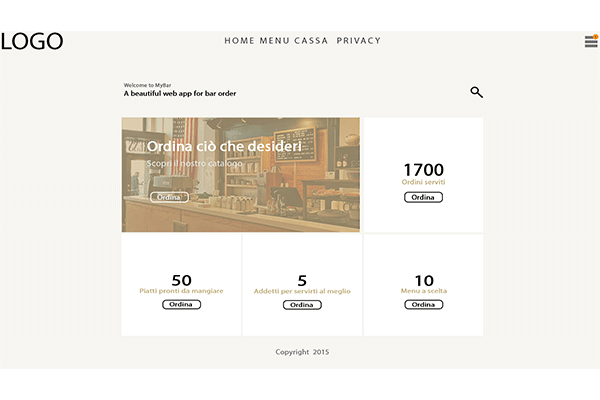 LOGO
HOME MENU CASSA PRIVACY
Welcome to MyBar
A beautiful web app for bar order
Ordina ciò che desideri
Scopri il nostro catalogo
Ordina
1700
Ordini serviti
Ordina
50
Piatti pronti da mangiare
Ordina
5
Addetti per servirti al meglio
Ordina
10
Menu a scelta
Ordina
Copyright 2015